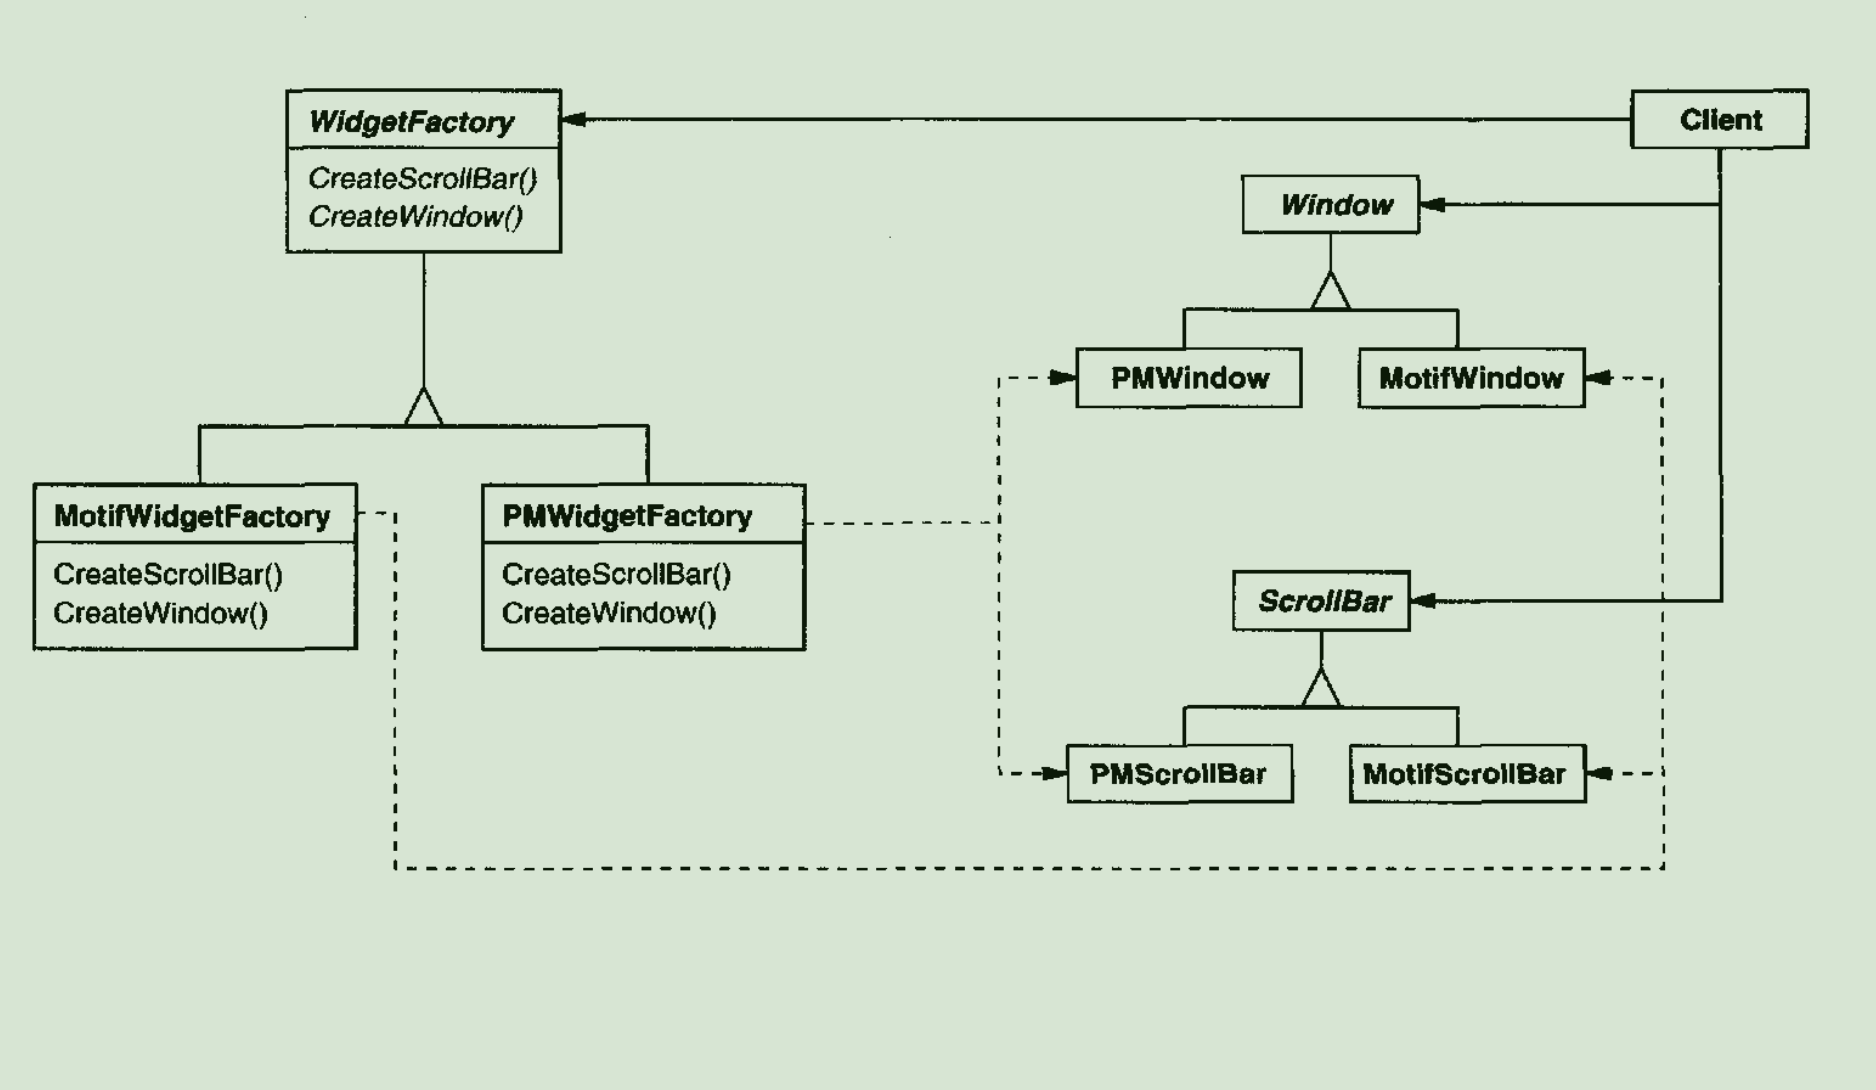 WidgetFactory
CreateScrollBar()
CreateWindow()
Client
Window
PMWindow
MotifWindow
MotifWidgetFactory
CreateScrollBar()
CreateWindow()
PMWidgetFactory
CreateScrollBar()
CreateWindow()
ScrollBar
PMScrollBar
MotifScrollBar